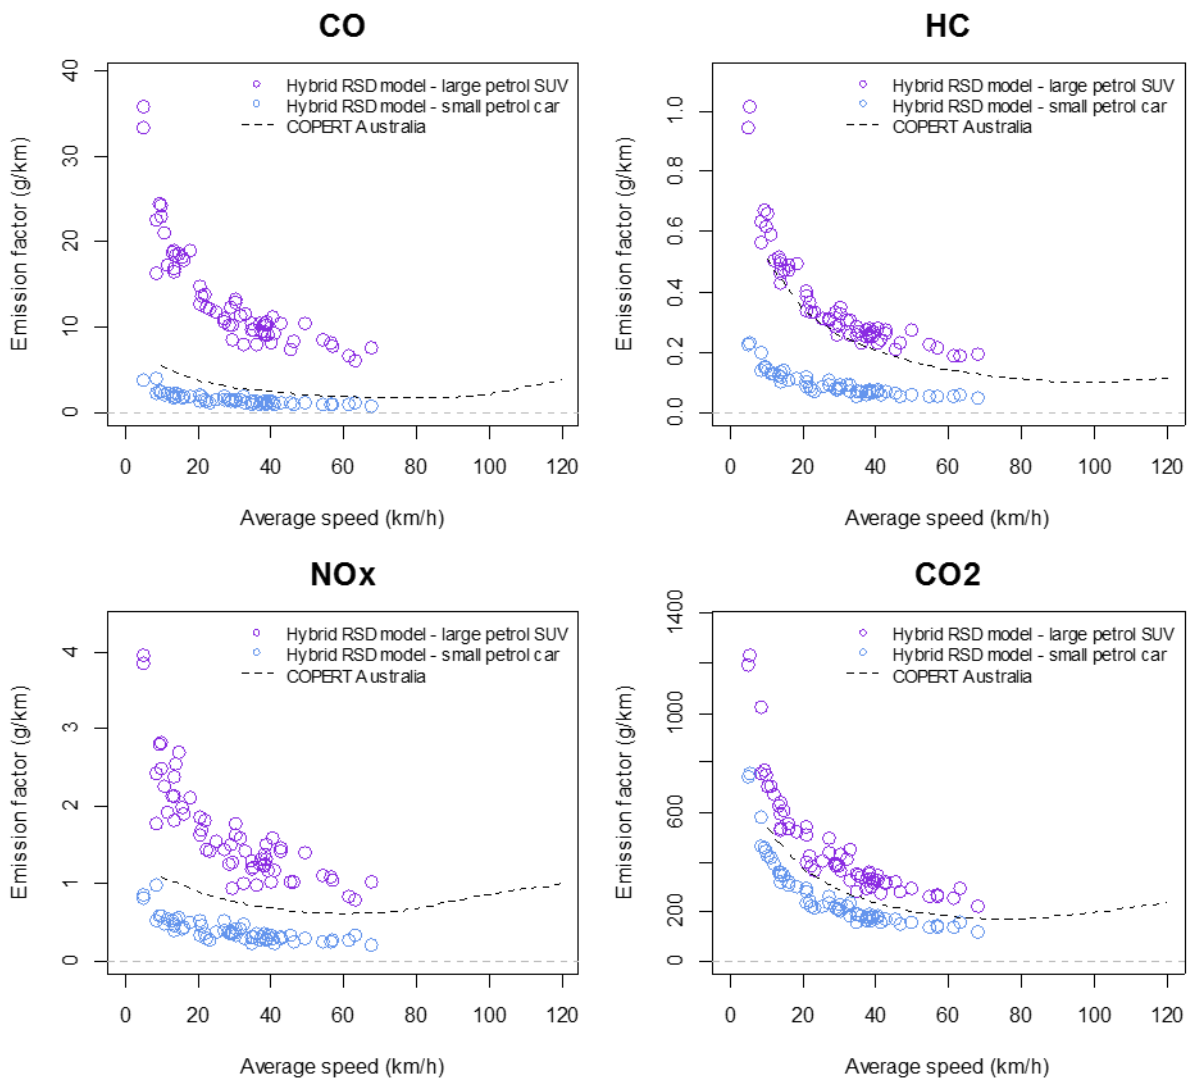 CO
Emission factor (g/km)
40
30
20
10
0
Hybrid RSD model - large petrol SUV
Hybrid RSD model - small petrol car
COPERT Australia
0 20 40 60 80 100 120
Average speed (km/h)
HC
Emission factor (g/km)
1.0
0.8
0.6
0.4
0.2
0.0
Hybrid RSD model - large petrol SUV
Hybrid RSD model - small petrol car
COPERT Australia
0 20 40 60 80 100 120
Average speed (km/h)
NOx
Emission factor (g/km)
4
3
2
1
0
Hybrid RSD model - large petrol SUV
Hybrid RSD model - small petrol car
COPERT Australia
0 20 40 60 80 100 120
Average speed (km/h)
CO2
Emission factor (g/km)
1400
1000
600
200
0
Hybrid RSD model - large petrol SUV
Hybrid RSD model - small petrol car
COPERT Australia
0 20 40 60 80 100 120
Average speed (km/h)